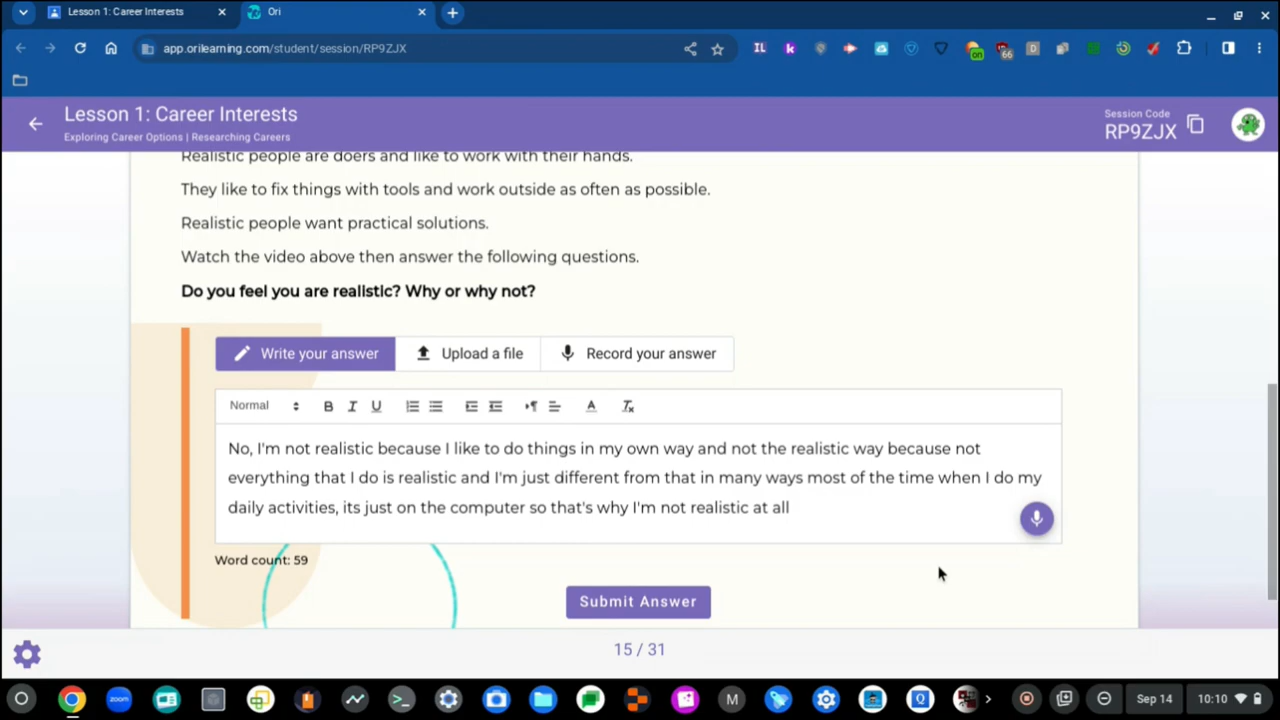 Lesson 1: Career Interests
Ori
app.orilearning.com/student/session/RP9ZJX
IL
k
on
66
D
Lesson 1: Career Interests
Exploring Career Options | Researching Careers
Session Code
RP9ZJX
Realistic people are doers and like to work with their hands.
They like to fix things with tools and work outside as often as possible.
Realistic people want practical solutions.
Watch the video above then answer the following questions.
Do you feel you are realistic? Why or why not?
Write your answer
Upload a file
Record your answer
Normal
B I U
A
No, I'm not realistic because I like to do things in my own way and not the realistic way because not
everything that I do is realistic and I'm just different from that in many ways most of the time when I do my
daily activities, its just on the computer so that's why I'm not realistic at all
Word count: 59
Submit Answer
15 / 31
zoom
M
Q
Sep 14
10:10